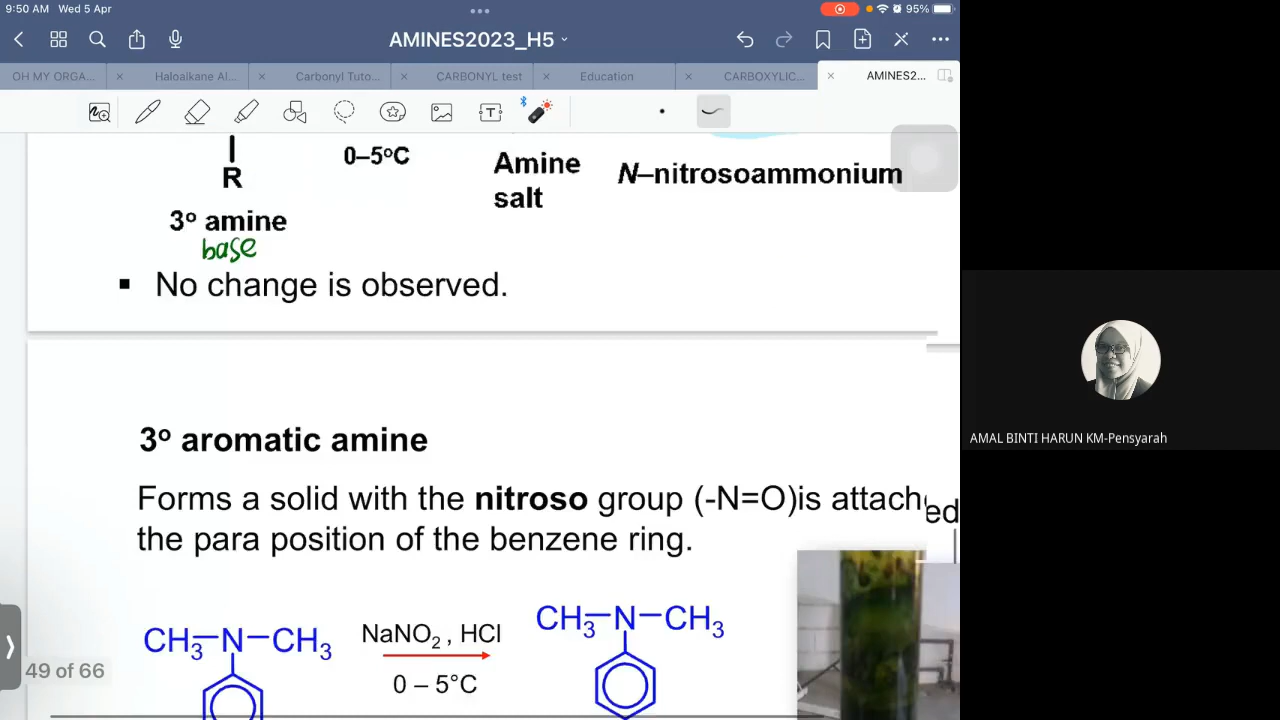 9:50 AM Wed 5 Apr
95%
AMINES2023_H5
OH MY ORGA...
Haloalkane Al...
Carbonyl Tuto...
CARBONYL test
Education
CARBOXYLIC...
AMINES2...
R
0–5°C
Amine
salt
N–nitrosoammonium
3° amine
base
▪ No change is observed.
3° aromatic amine
Forms a solid with the nitroso group (-N=O)is attached
the para position of the benzene ring.
CH₃–N–CH₃
NaNO₂ , HCl
0 – 5°C
CH₃–N–CH₃
49 of 66
AMAL BINTI HARUN KM-Pensyarah